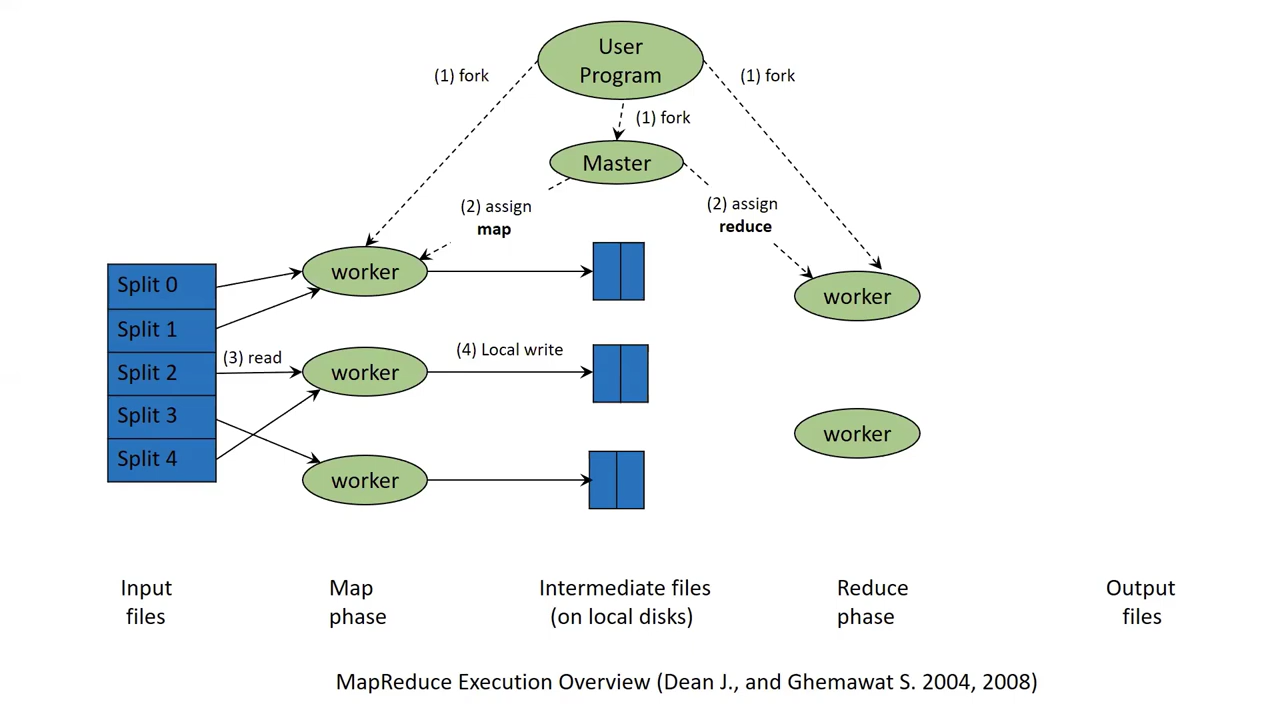 User
Program
(1) fork
(1) fork
(1) fork
Master
(2) assign
map
(2) assign
reduce
Split 0
Split 1
Split 2
Split 3
Split 4
(3) read
worker
worker
worker
(4) Local write
worker
worker
Input
files
Map
phase
Intermediate files
(on local disks)
Reduce
phase
Output
files
MapReduce Execution Overview (Dean J., and Ghemawat S. 2004, 2008)